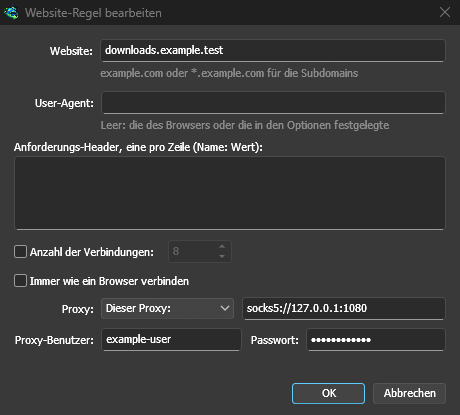 Website-Regel bearbeiten
Website: downloads.example.test
example.com oder *.example.com für die Subdomains
User-Agent:
Leer: die des Browsers oder die in den Optionen festgelegte
Anforderungs-Header, eine pro Zeile (Name: Wert):
Anzahl der Verbindungen: 8
Immer wie ein Browser verbinden
Proxy: Dieser Proxy: socks5://127.0.0.1:1080
Proxy-Benutzer: example-user Passwort: ••••••••••••
OK Abbrechen